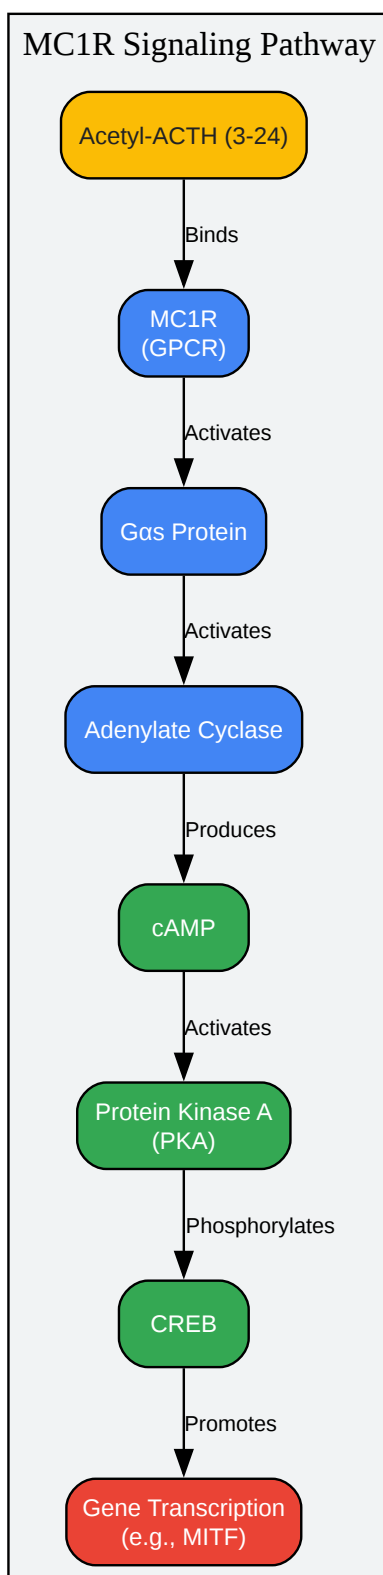 MC1R Signaling Pathway
Acetyl-ACTH (3-24)
Binds
MC1R
(GPCR)
Activates
Gαs Protein
Activates
Adenylate Cyclase
Produces
cAMP
Activates
Protein Kinase A
(PKA)
Phosphorylates
CREB
Promotes
Gene Transcription
(e.g., MITF)